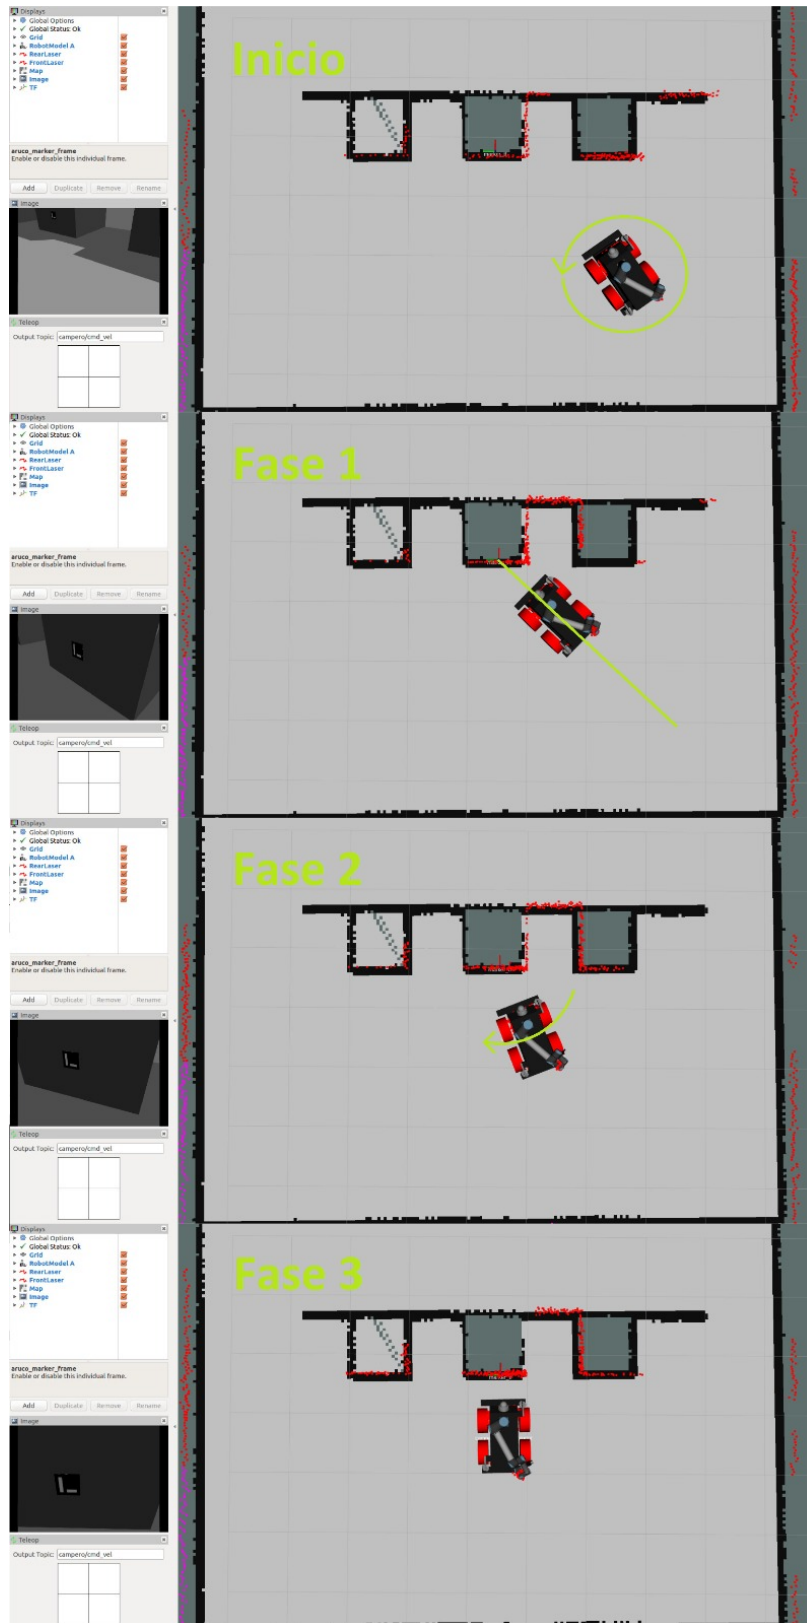 Displays
Global Options
Global Status: Ok
Grid
RobotModel A
RearLaser
FrontLaser
Map
Image
TF
aruco_marker_frame
Enable or disable this individual frame.
Add Duplicate Remove Rename
Image
Teleop
Output Topic: campero/cmd_vel
Inicio
Displays
Global Options
Global Status: Ok
Grid
RobotModel A
RearLaser
FrontLaser
Map
Image
TF
aruco_marker_frame
Enable or disable this individual frame.
Add Duplicate Remove Rename
Image
Teleop
Output Topic: campero/cmd_vel
Fase 1
Displays
Global Options
Global Status: Ok
Grid
RobotModel A
RearLaser
FrontLaser
Map
Image
TF
aruco_marker_frame
Enable or disable this individual frame.
Add Duplicate Remove Rename
Image
Teleop
Output Topic: campero/cmd_vel
Fase 2
Displays
Global Options
Global Status: Ok
Grid
RobotModel A
RearLaser
FrontLaser
Map
Image
TF
aruco_marker_frame
Enable or disable this individual frame.
Add Duplicate Remove Rename
Image
Teleop
Output Topic: campero/cmd_vel
Fase 3